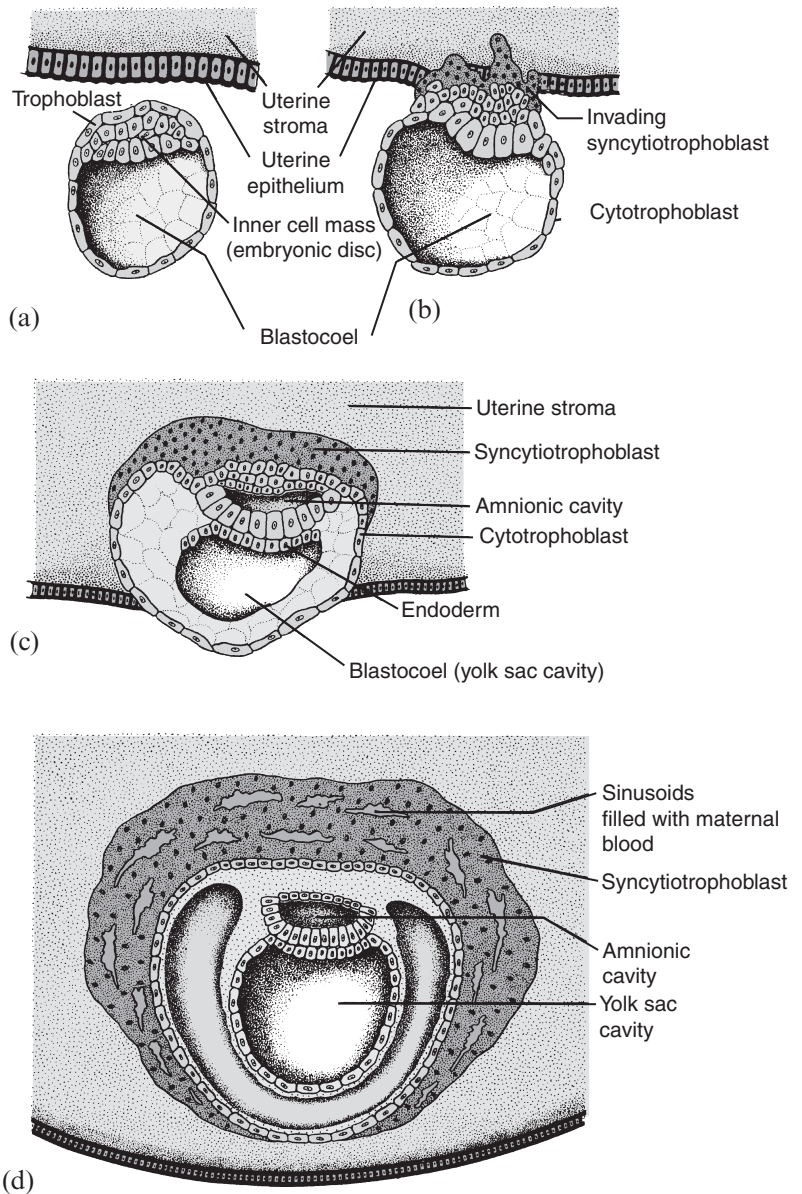 Trophoblast
Uterine
stroma
Uterine
epithelium
Inner cell mass
(embryonic disc)
Invading
syncytiotrophoblast
Cytotrophoblast
(a)
(b)
Blastocoel
Uterine stroma
Syncytiotrophoblast
Amnionic cavity
Cytotrophoblast
Endoderm
(c)
Blastocoel (yolk sac cavity)
Sinusoids
filled with maternal
blood
Syncytiotrophoblast
Amnionic
cavity
Yolk sac
cavity
(d)